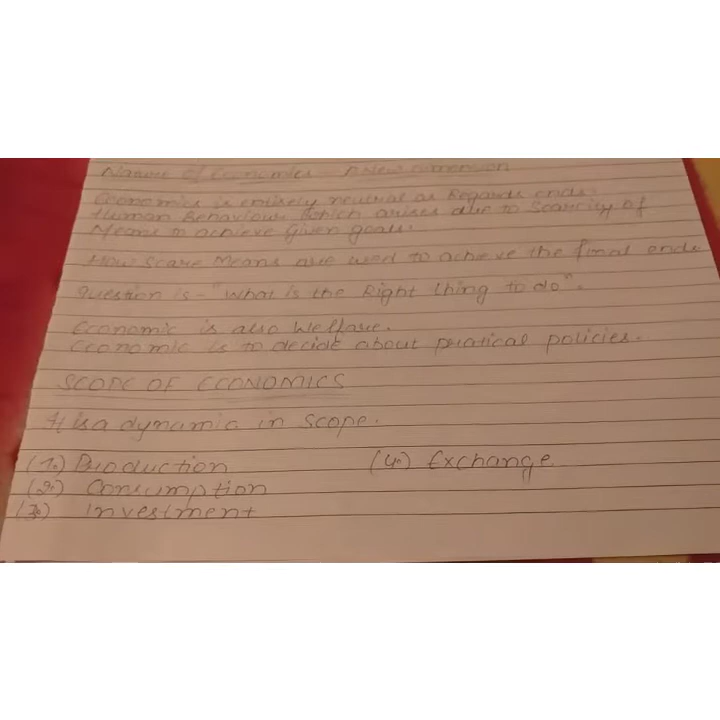 Nature of Economics A New dimension
Economics is entirely neutral as Regards ends.
Human Behaviour Which arises due to Scarcity of
Means to achieve Given goals.
How Scare Means are used to achieve the final ends
question is - "What is the Right thing to do".
Economic is also Welfare.
Economic is to decide about pratical policies.
SCOPE OF ECONOMICS
It is a dynamic in scope.
(1.) Production (4.) Exchange
(2.) Consumption
(3.) Investment